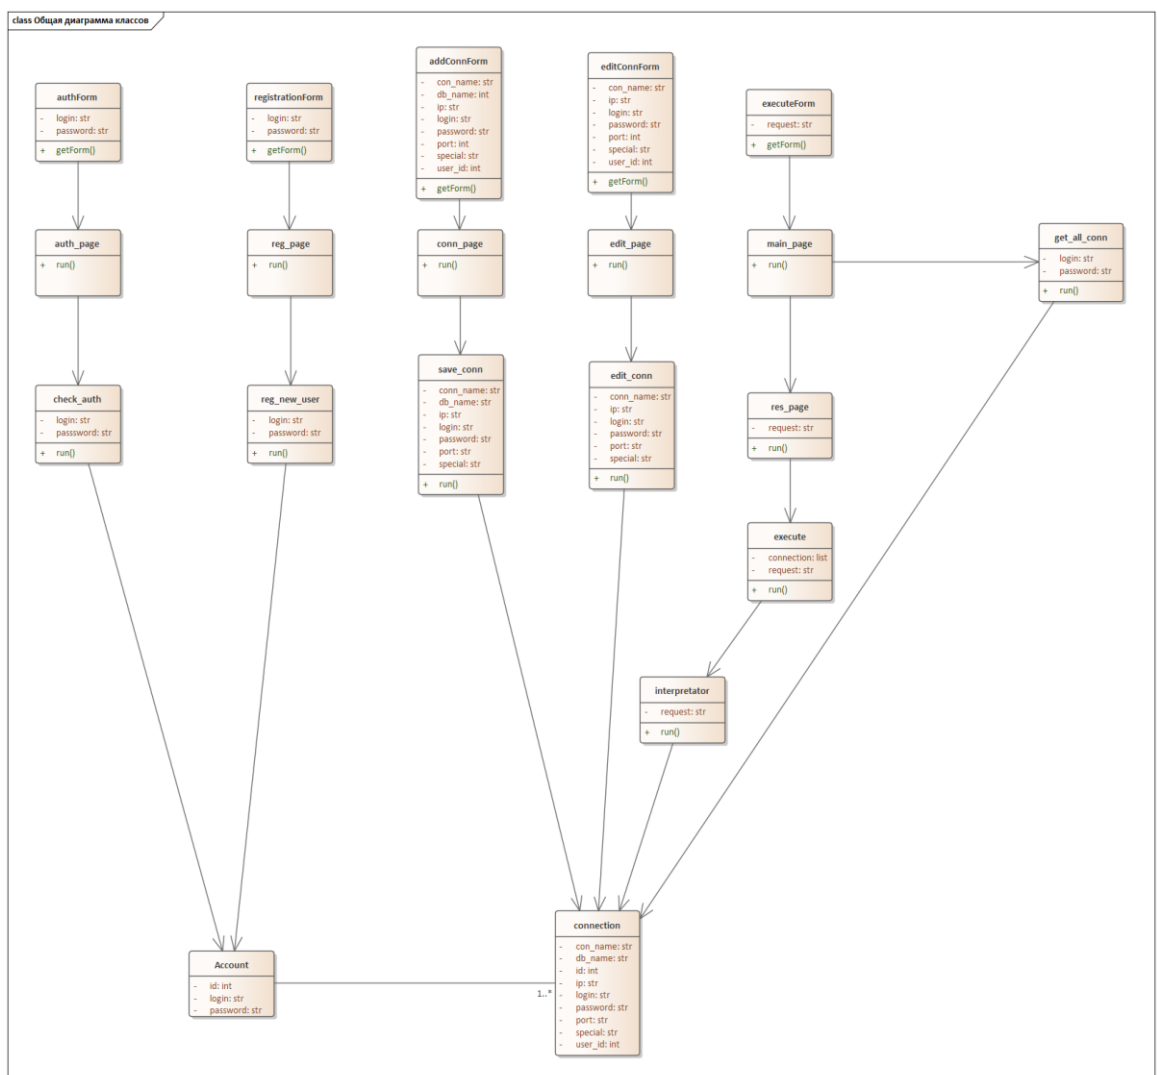 class Общая диаграмма классов
authForm
- login: str
- password: str
+ getForm()
registrationForm
- login: str
- password: str
+ getForm()
addConnForm
- con_name: str
- db_name: int
- ip: str
- login: str
- password: str
- port: int
- special: str
- user_id: int
+ getForm()
editConnForm
- con_name: str
- ip: str
- login: str
- password: str
- port: int
- special: str
- user_id: int
+ getForm()
executeForm
- request: str
+ getForm()
auth_page
+ run()
reg_page
+ run()
conn_page
+ run()
edit_page
+ run()
main_page
+ run()
get_all_conn
- login: str
- password: str
+ run()
check_auth
- login: str
- passsword: str
+ run()
reg_new_user
- login: str
- password: str
+ run()
save_conn
- conn_name: str
- db_name: str
- ip: str
- login: str
- password: str
- port: str
- special: str
+ run()
edit_conn
- conn_name: str
- ip: str
- login: str
- password: str
- port: str
- special: str
+ run()
res_page
- request: str
+ run()
execute
- connection: list
- request: str
+ run()
interpretator
- request: str
+ run()
Account
- id: int
- login: str
- password: str
1..*
connection
- con_name: str
- db_name: str
- id: int
- ip: str
- login: str
- password: str
- port: str
- special: str
- user_id: int